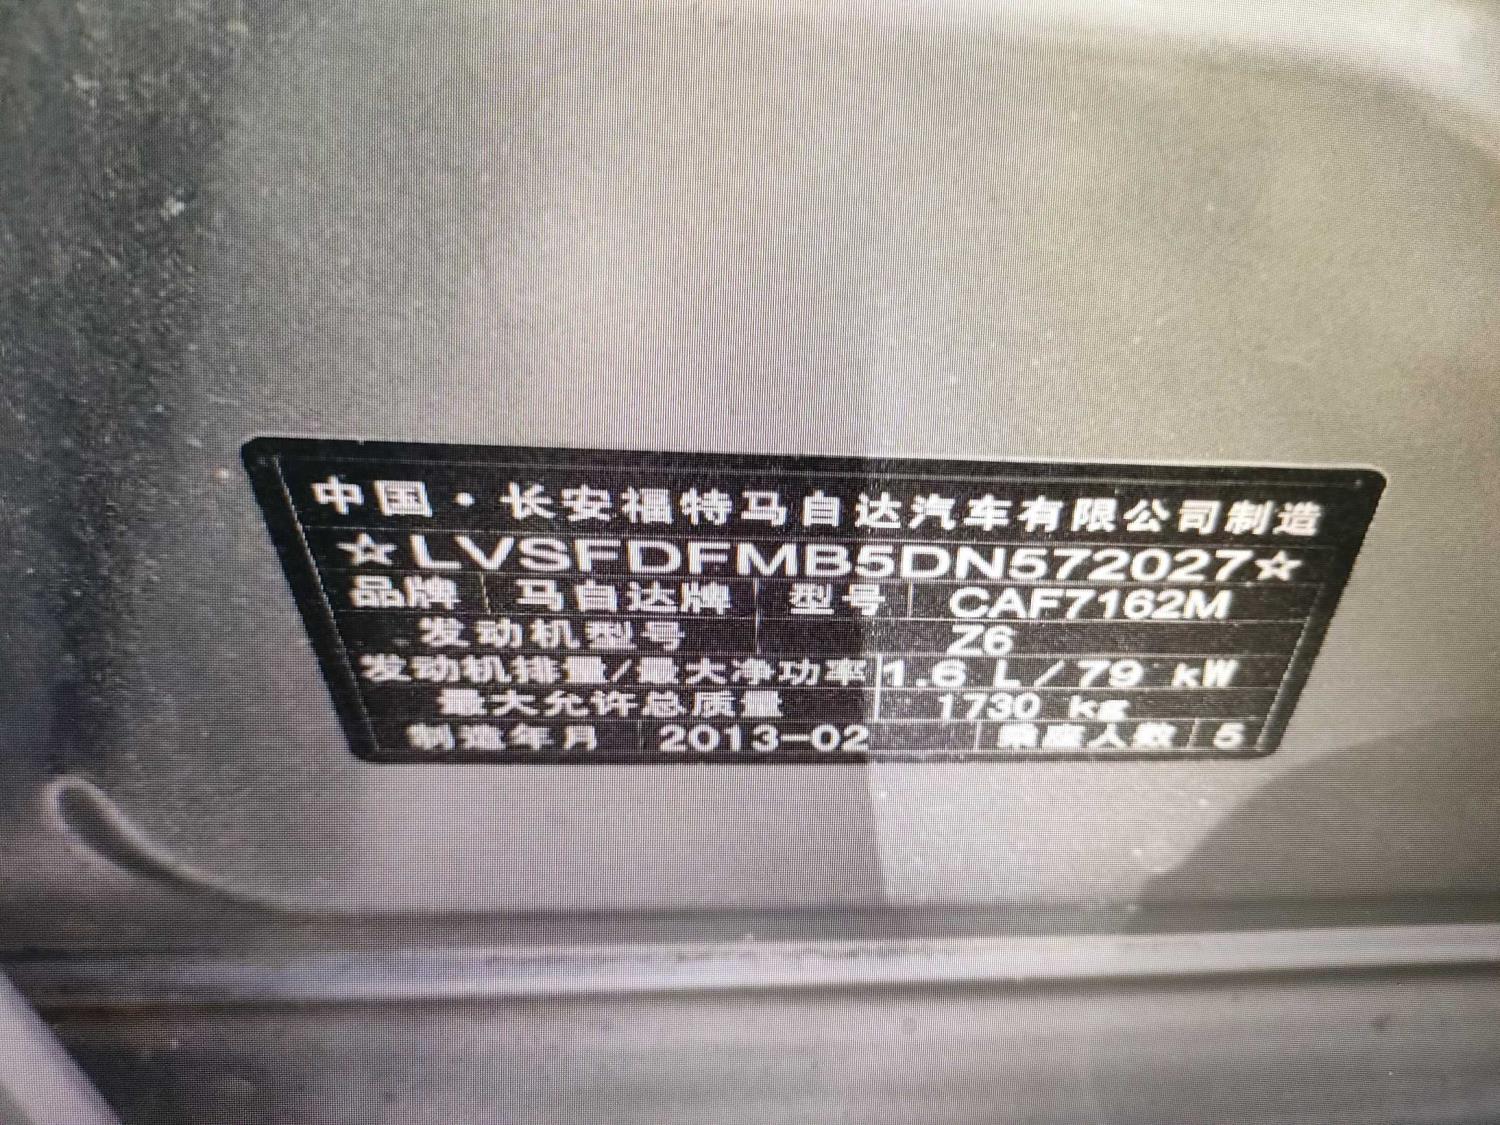 中国·长安福特马自达汽车有限公司制造
☆LVSFDFMB5DN572027☆
品牌 马自达牌 型号 CAF7162M
发动机型号 Z6
发动机排量/最大净功率 1.6 L/79 kW
最大允许总质量 1730 kg
制造年月 2013-02 乘座人数 5